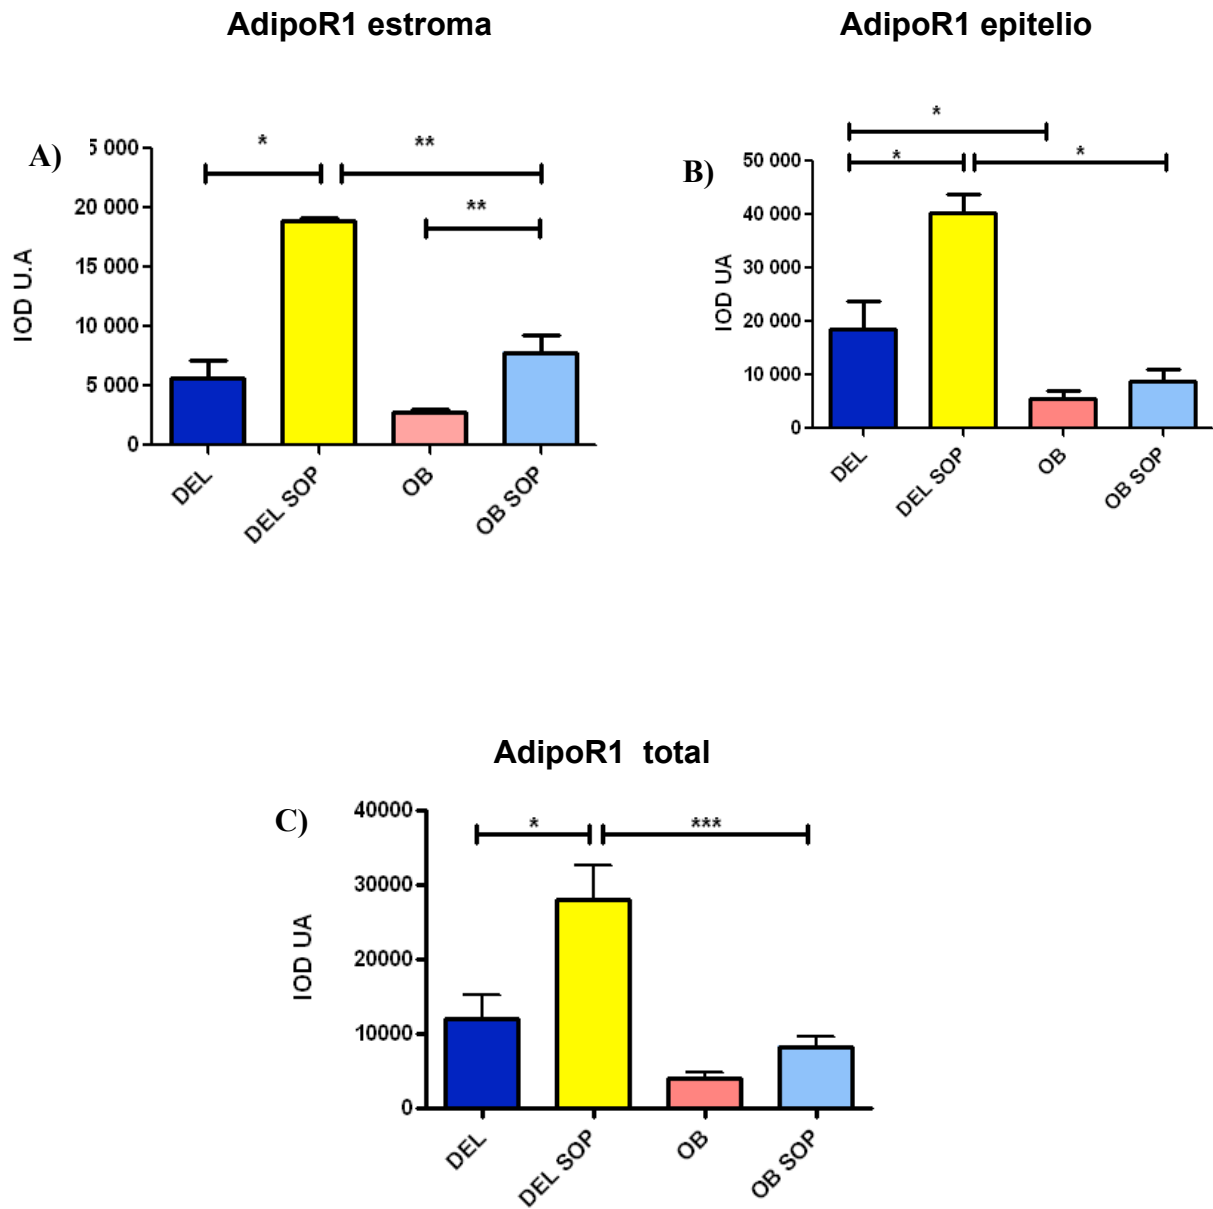 AdipoR1 estroma
AdipoR1 epitelio
A)
5 000
20 000
15 000
10 000
5 000
0
IOD U.A
*
**
**
DEL
DEL SOP
OB
OB SOP
B)
50 000
40 000
30 000
20 000
10 000
0
IOD UA
*
*
*
DEL
DEL SOP
OB
OB SOP
AdipoR1 total
C)
40000
30000
20000
10000
0
IOD UA
*
***
DEL
DEL SOP
OB
OB SOP